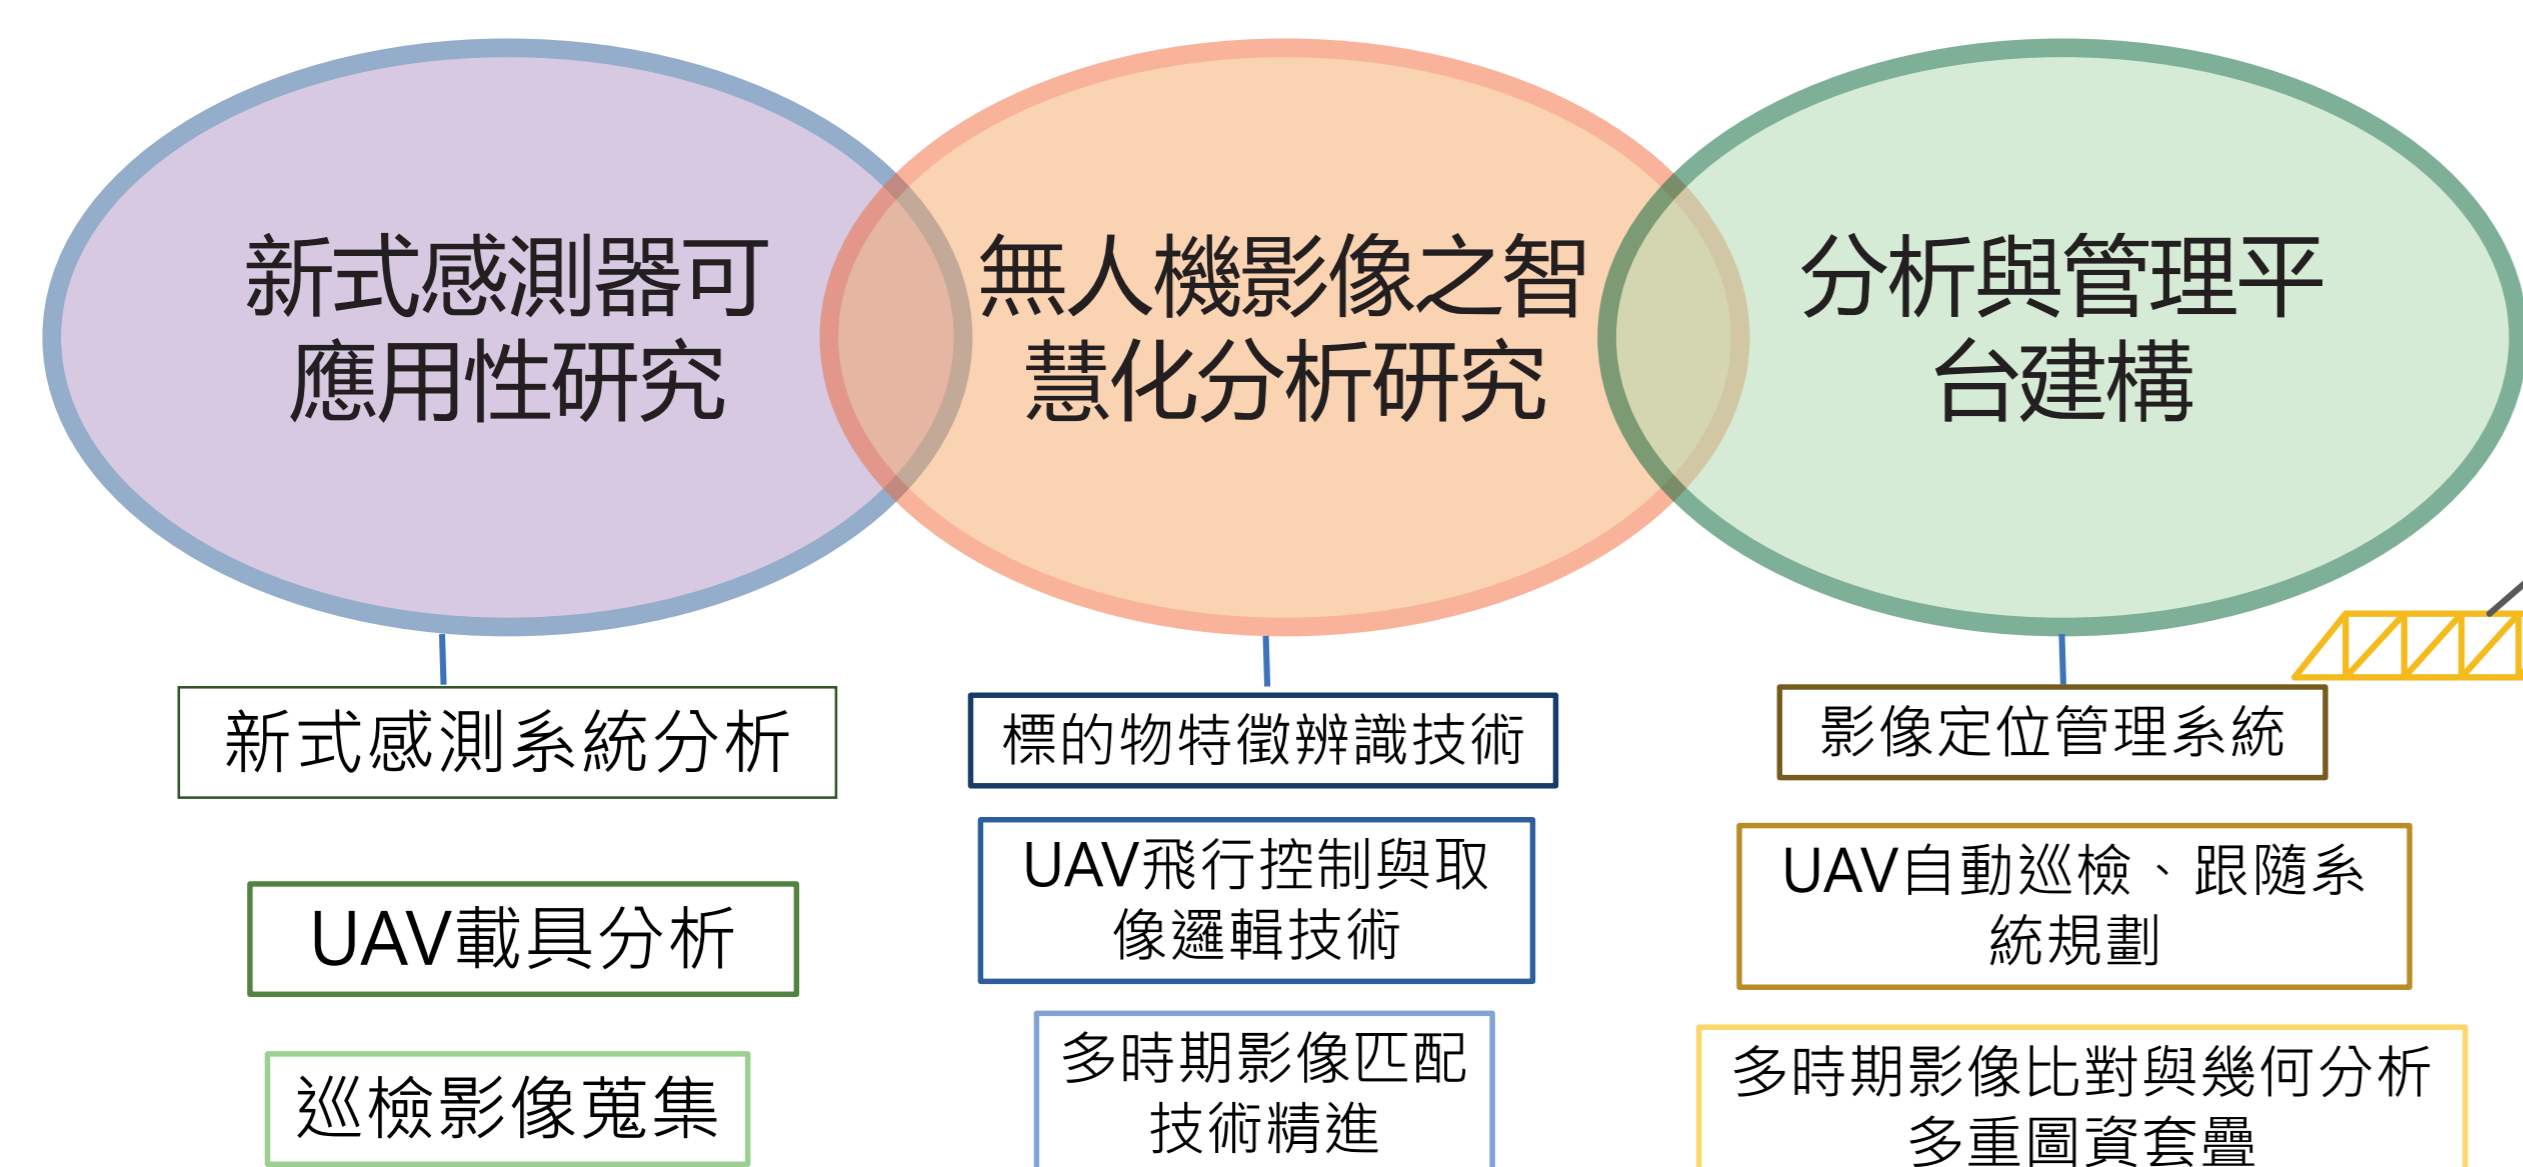 新式感測器可
應用性研究
無人機影像之智
慧化分析研究
分析與管理平
台建構
新式感測系統分析
UAV載具分析
巡檢影像蒐集
標的物特徵辨識技術
UAV飛行控制與取
像邏輯技術
多時期影像匹配
技術精進
影像定位管理系統
UAV自動巡檢、跟隨系
統規劃
多時期影像比對與幾何分析
多重圖資套疊